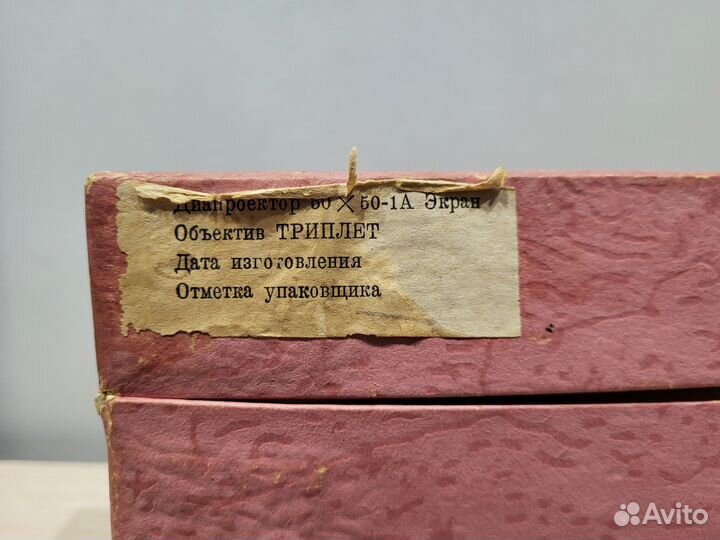 Диапроектор 50×50-1А Экран
Объектив ТРИПЛЕТ
Дата изготовления
Отметка упаковщика
Avito